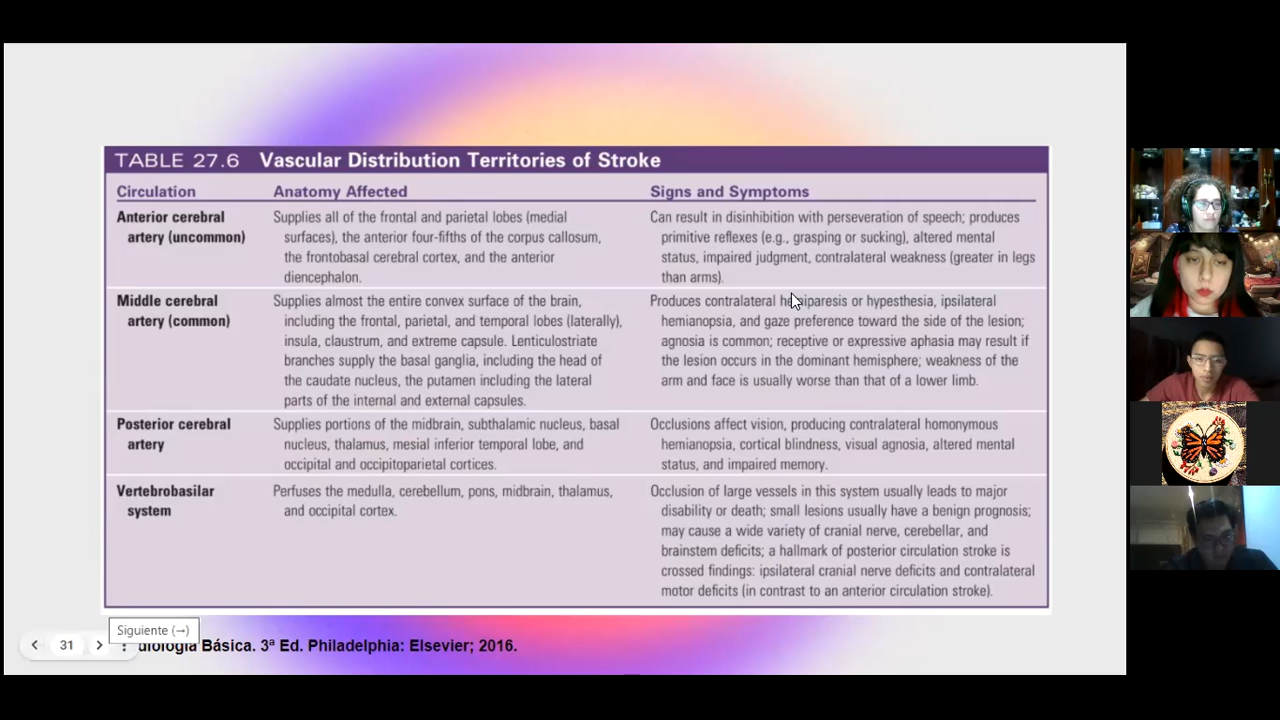 TABLE 27.6 Vascular Distribution Territories of Stroke
Circulation Anatomy Affected Signs and Symptoms
Anterior cerebral
artery (uncommon)
Supplies all of the frontal and parietal lobes (medial
surfaces), the anterior four-fifths of the corpus callosum,
the frontobasal cerebral cortex, and the anterior
diencephalon.
Can result in disinhibition with perseveration of speech; produces
primitive reflexes (e.g., grasping or sucking), altered mental
status, impaired judgment, contralateral weakness (greater in legs
than arms).
Middle cerebral
artery (common)
Supplies almost the entire convex surface of the brain,
including the frontal, parietal, and temporal lobes (laterally),
insula, claustrum, and extreme capsule. Lenticulostriate
branches supply the basal ganglia, including the head of
the caudate nucleus, the putamen including the lateral
parts of the internal and external capsules.
Produces contralateral hemiparesis or hypesthesia, ipsilateral
hemianopsia, and gaze preference toward the side of the lesion;
agnosia is common; receptive or expressive aphasia may result if
the lesion occurs in the dominant hemisphere; weakness of the
arm and face is usually worse than that of a lower limb.
Posterior cerebral
artery
Supplies portions of the midbrain, subthalamic nucleus, basal
nucleus, thalamus, mesial inferior temporal lobe, and
occipital and occipitoparietal cortices.
Occlusions affect vision, producing contralateral homonymous
hemianopsia, cortical blindness, visual agnosia, altered mental
status, and impaired memory.
Vertebrobasilar
system
Perfuses the medulla, cerebellum, pons, midbrain, thalamus,
and occipital cortex.
Occlusion of large vessels in this system usually leads to major
disability or death; small lesions usually have a benign prognosis;
may cause a wide variety of cranial nerve, cerebellar, and
brainstem deficits; a hallmark of posterior circulation stroke is
crossed findings: ipsilateral cranial nerve deficits and contralateral
motor deficits (in contrast to an anterior circulation stroke).
Siguiente (→)
31
Básica. 3ª Ed. Philadelphia: Elsevier; 2016.